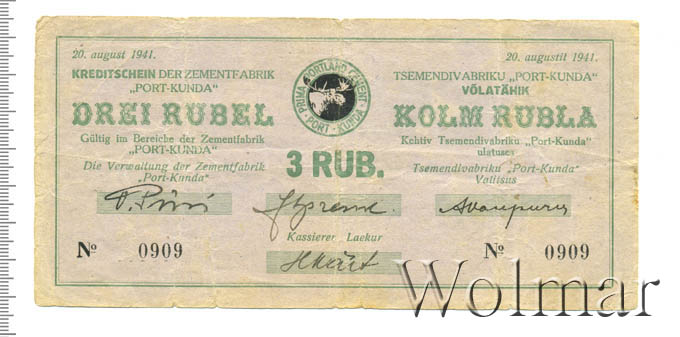 20. august 1941.
KREDITSCHEIN DER ZEMENTFABRIK
„PORT-KUNDA"
DREI RUBEL
Gültig im Bereiche der Zementfabrik
"PORT-KUNDA"
Die Verwaltung der Zementfabrik
„Port-Kunda"
PRIMA PORTLAND CEMENT
PORT-KUNDA
3 RUB.
Kassierer Laekur
20. augustil 1941.
TSEMENDIVABRIKU „PORT-KUNDA"
VÕLATÄHIK
KOLM RUBLA
Kehtiv Tsemendivabriku „Port-Kunda"
ulatuses
Tsemendivabriku „Port-Kunda"
Valitsus
No 0909
No 0909
Wolmar